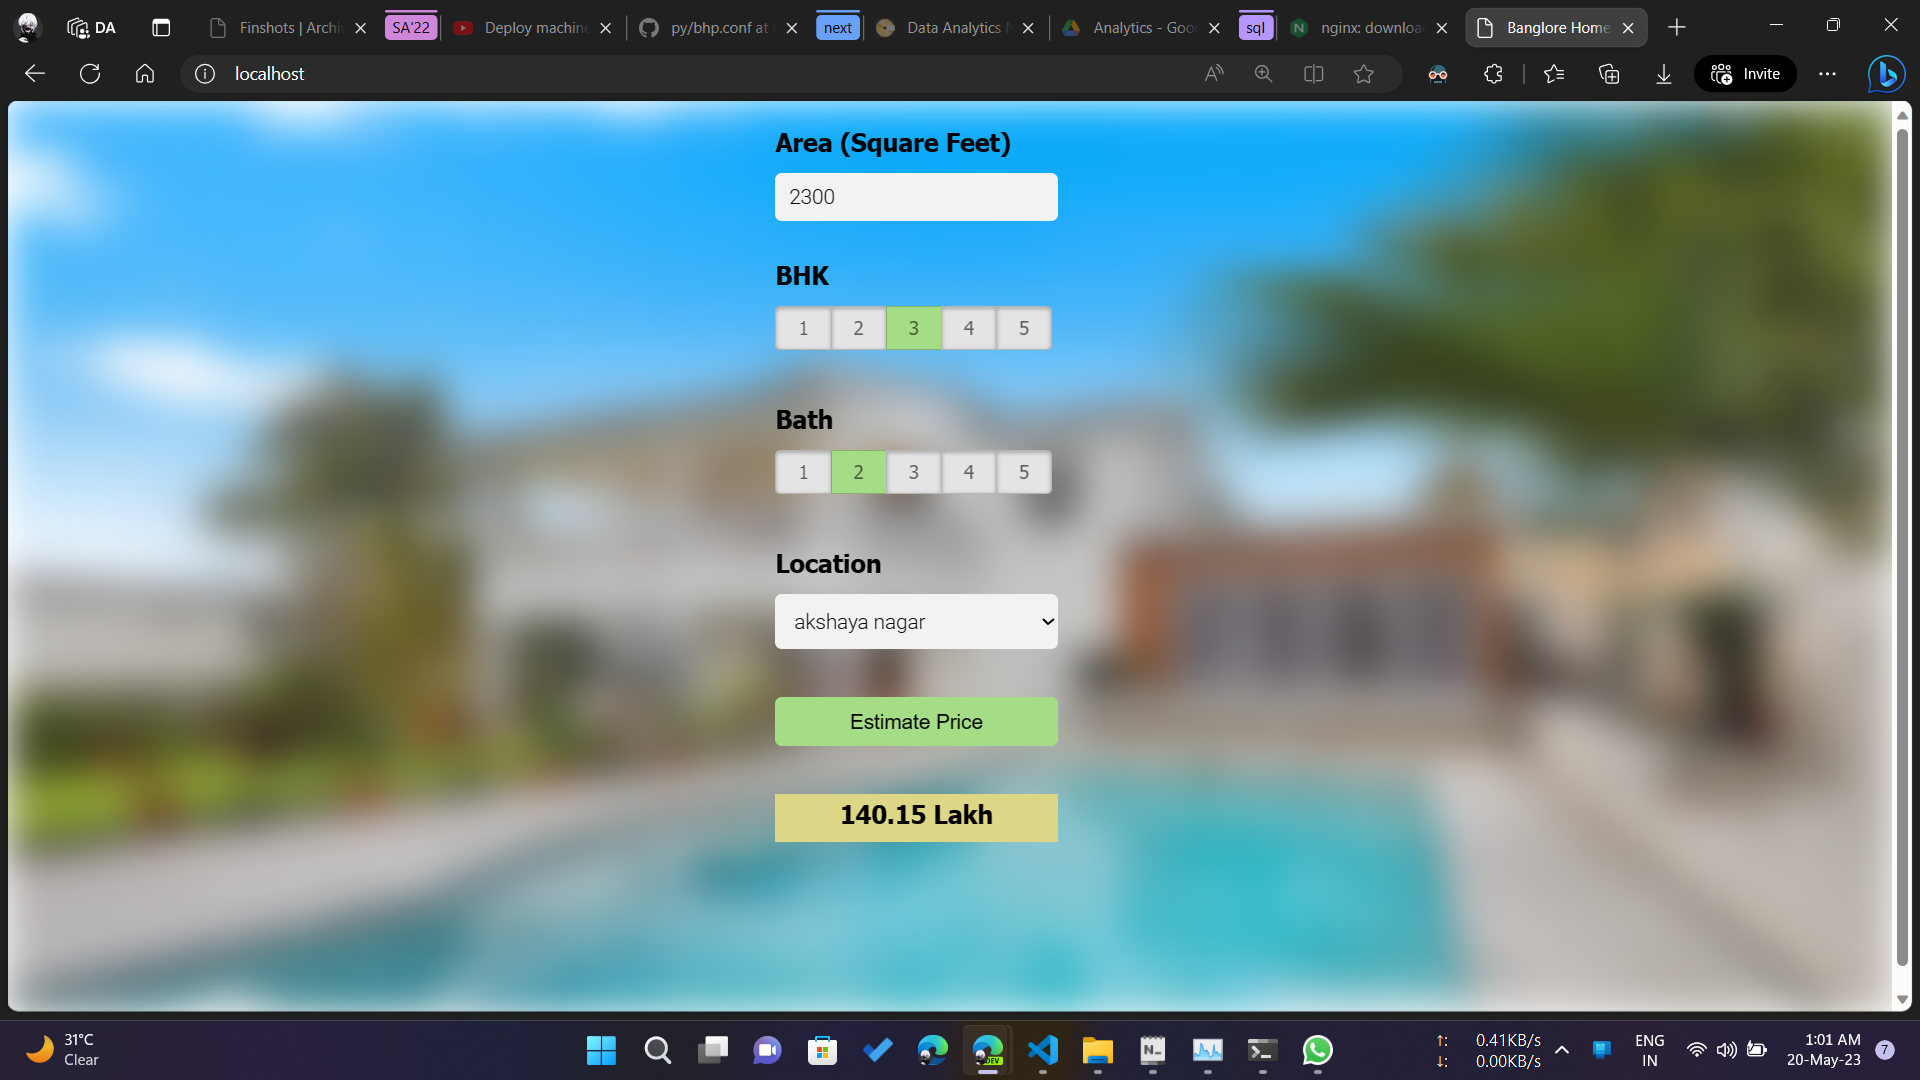 DA
Finshots | Archiv
SA'22
Deploy machine
py/bhp.conf at
next
Data Analytics
Analytics - Goo
sql
nginx: downloa
Banglore Home
localhost
Invite
Area (Square Feet)
2300
BHK
1 2 3 4 5
Bath
1 2 3 4 5
Location
akshaya nagar
Estimate Price
140.15 Lakh
31°C
Clear
DEV
↑: 0.41KB/s
↓: 0.00KB/s
ENG
IN
1:01 AM
20-May-23
7